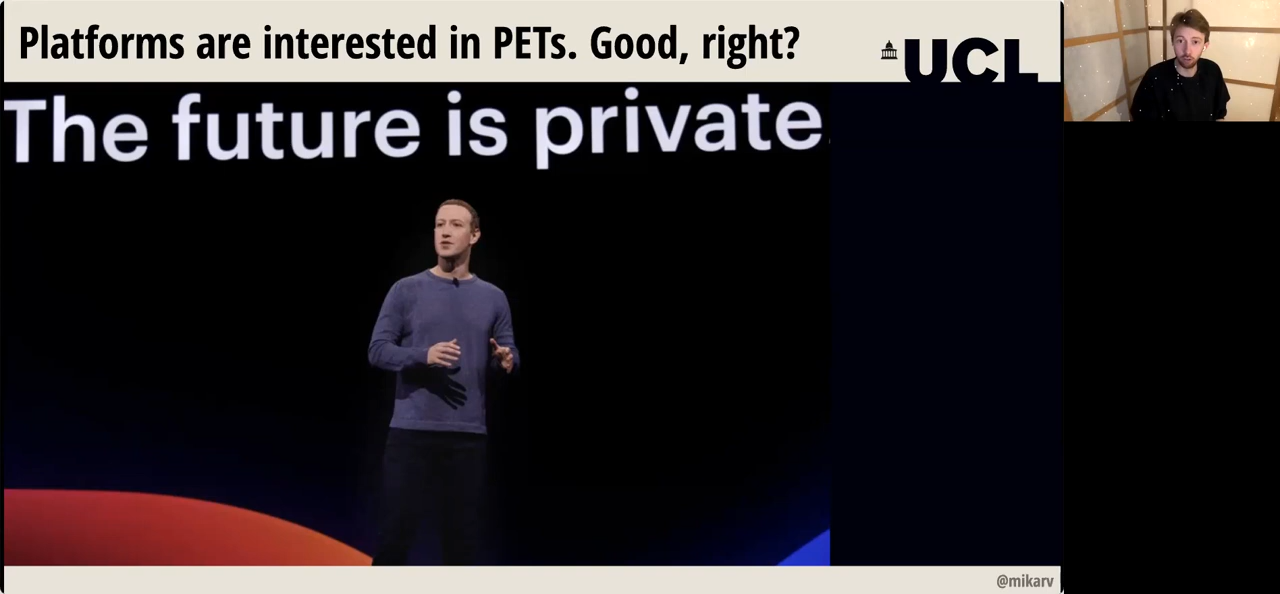 Platforms are interested in PETs. Good, right?
UCL
The future is private.
@mikarv